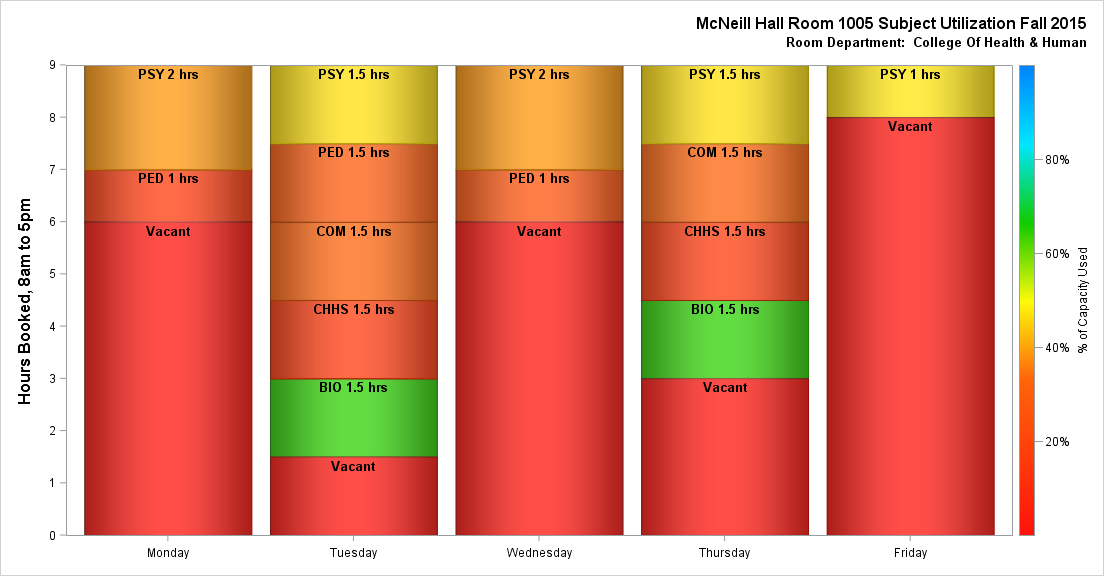 McNeill Hall Room 1005 Subject Utilization Fall 2015
Room Department:  College Of Health & Human
Hours Booked, 8am to 5pm
9
8
7
6
5
4
3
2
1
0
PSY 2 hrs
PED 1 hrs
Vacant
Monday
PSY 1.5 hrs
PED 1.5 hrs
COM 1.5 hrs
CHHS 1.5 hrs
BIO 1.5 hrs
Vacant
Tuesday
PSY 2 hrs
PED 1 hrs
Vacant
Wednesday
PSY 1.5 hrs
COM 1.5 hrs
CHHS 1.5 hrs
BIO 1.5 hrs
Vacant
Thursday
PSY 1 hrs
Vacant
Friday
80%
60%
40%
20%
% of Capacity Used